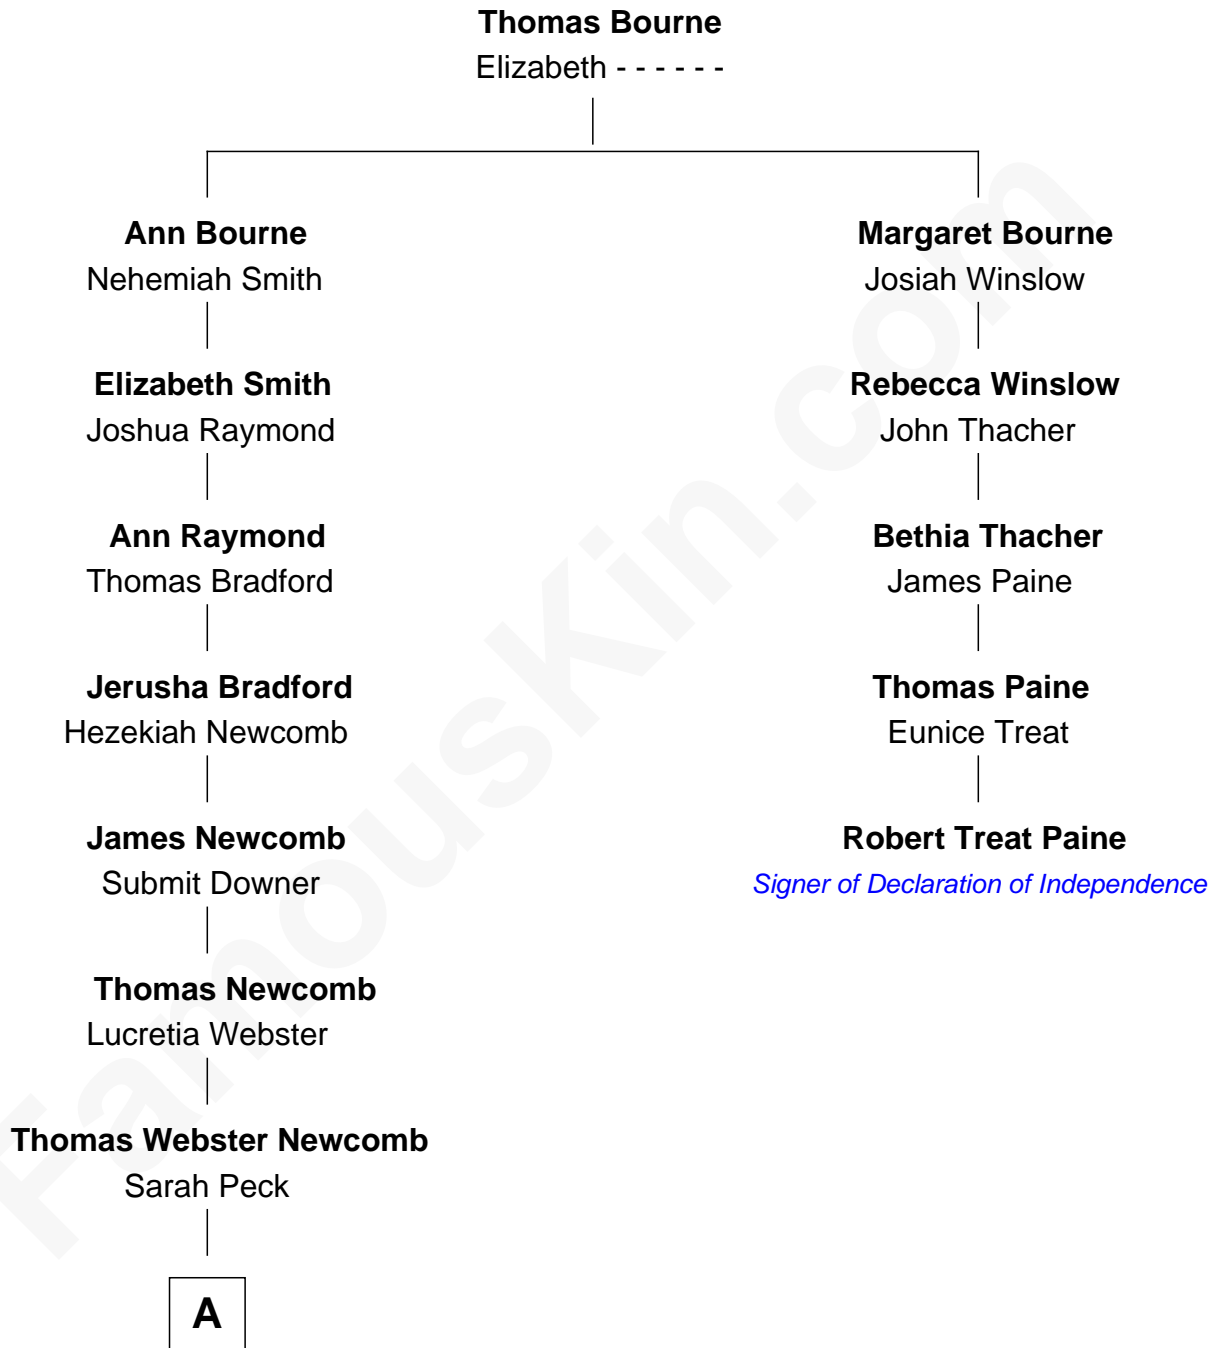 Thomas Bourne
Elizabeth - - - - - -
Ann Bourne
Nehemiah Smith
Margaret Bourne
Josiah Winslow
Elizabeth Smith
Joshua Raymond
Rebecca Winslow
John Thacher
Ann Raymond
Thomas Bradford
Bethia Thacher
James Paine
Jerusha Bradford
Hezekiah Newcomb
Thomas Paine
Eunice Treat
James Newcomb
Submit Downer
Robert Treat Paine
Signer of Declaration of Independence
Thomas Newcomb
Lucretia Webster
Thomas Webster Newcomb
Sarah Peck
A
FamousKin.com